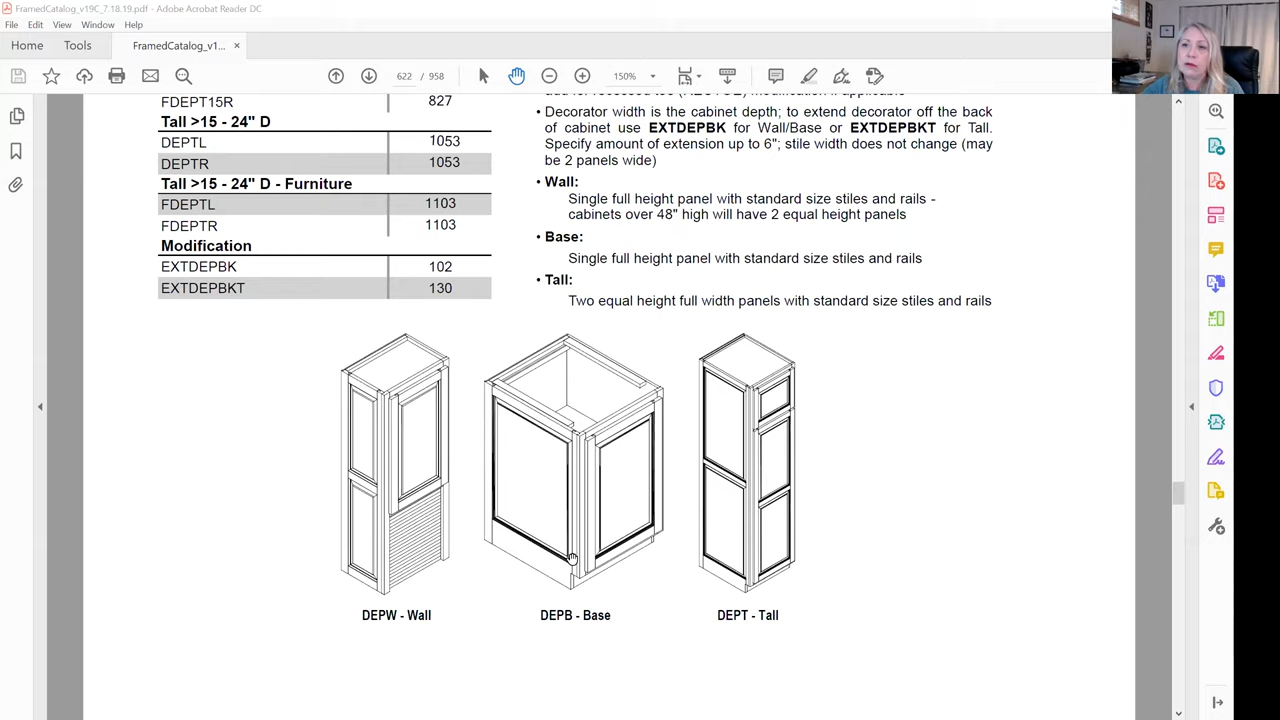 FramedCatalog_v19C_7.18.19.pdf - Adobe Acrobat Reader DC
File Edit View Window Help
Home Tools FramedCatalog_v1... ×
622 / 958 150%
FDEPT15R 827
Tall >15 - 24" D
DEPTL 1053
DEPTR 1053
Tall >15 - 24" D - Furniture
FDEPTL 1103
FDEPTR 1103
Modification
EXTDEPBK 102
EXTDEPBKT 130
• Decorator width is the cabinet depth; to extend decorator off the back
of cabinet use EXTDEPBK for Wall/Base or EXTDEPBKT for Tall.
Specify amount of extension up to 6"; stile width does not change (may
be 2 panels wide)
• Wall:
Single full height panel with standard size stiles and rails -
cabinets over 48" high will have 2 equal height panels
• Base:
Single full height panel with standard size stiles and rails
• Tall:
Two equal height full width panels with standard size stiles and rails
DEPW - Wall DEPB - Base DEPT - Tall